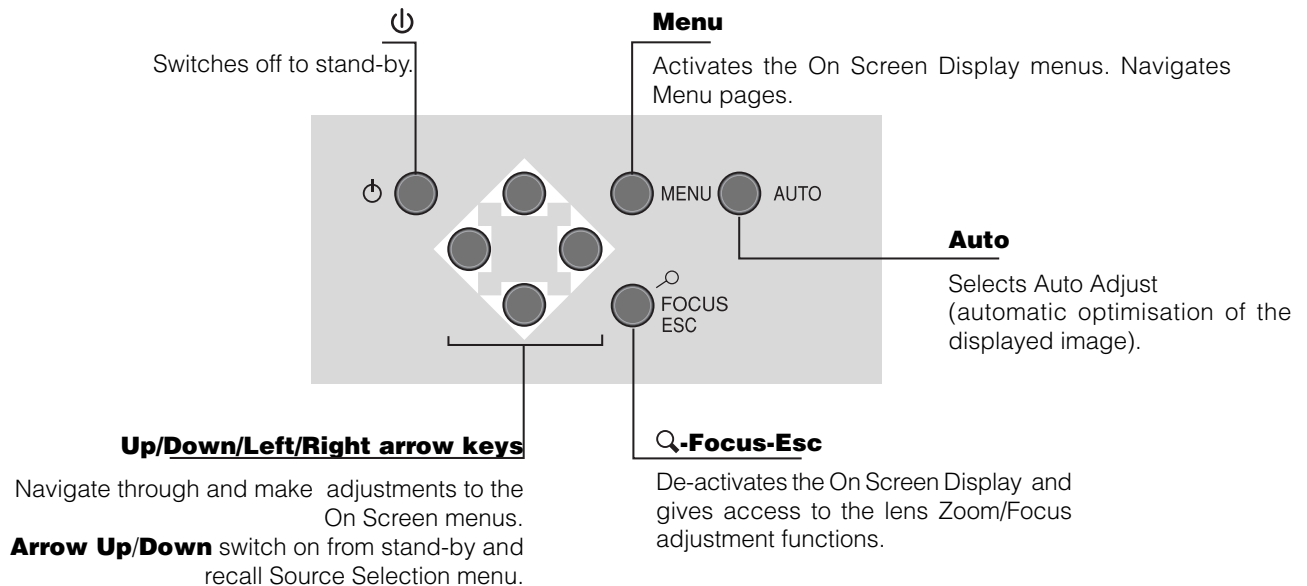 ⏻
Switches off to stand-by.
Menu
Activates the On Screen Display menus. Navigates
Menu pages.
MENU
AUTO
FOCUS
ESC
Auto
Selects Auto Adjust
(automatic optimisation of the
displayed image).
Up/Down/Left/Right arrow keys
Navigate through and make adjustments to the
On Screen menus.
Arrow Up/Down switch on from stand-by and
recall Source Selection menu.
-Focus-Esc
De-activates the On Screen Display and
gives access to the lens Zoom/Focus
adjustment functions.